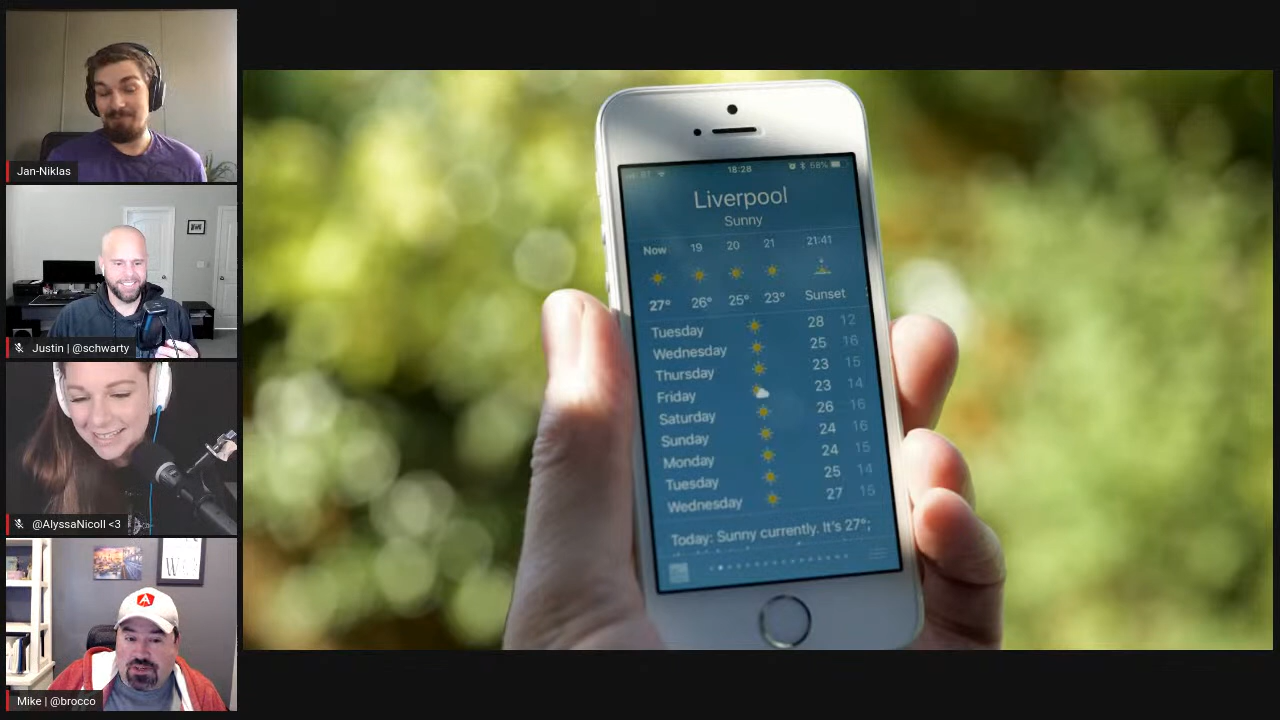 Jan-Niklas
Justin | @schwarty
@AlyssaNicoll <3
Mike | @brocco
A
18:28
58%
Liverpool
Sunny
Now 19 20 21 21:41
27° 26° 25° 23° Sunset
Tuesday 28 12
Wednesday 25 16
Thursday 23 15
Friday 23 14
Saturday 26 16
Sunday 24 16
Monday 24 15
Tuesday 25 14
Wednesday 27 15
Today: Sunny currently. It's 27°;